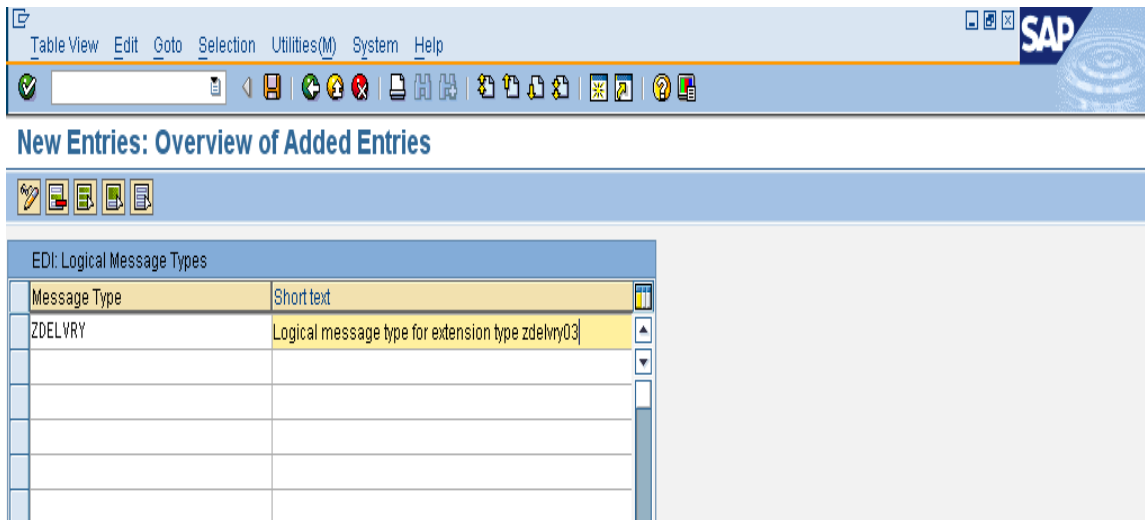 Table View Edit Goto Selection Utilities(M) System Help
SAP
New Entries: Overview of Added Entries
EDI: Logical Message Types
Message Type Short text
ZDELVRY Logical message type for extension type zdelvry03